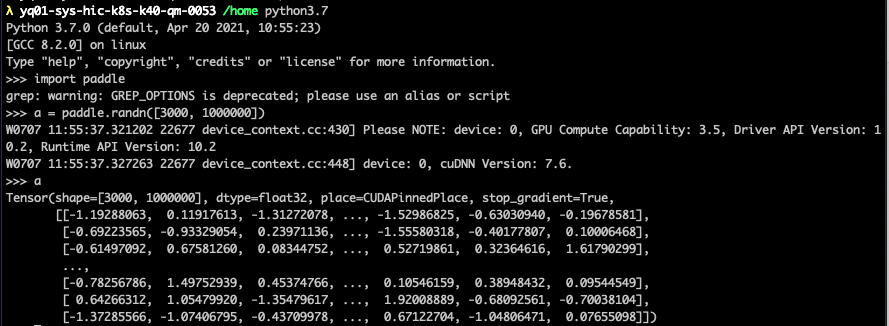 λ yq01-sys-hic-k8s-k40-qm-0053 /home python3.7
Python 3.7.0 (default, Apr 20 2021, 10:55:23)
[GCC 8.2.0] on linux
Type "help", "copyright", "credits" or "license" for more information.
>>> import paddle
grep: warning: GREP_OPTIONS is deprecated; please use an alias or script
>>> a = paddle.randn([3000, 1000000])
W0707 11:55:37.321202 22677 device_context.cc:430] Please NOTE: device: 0, GPU Compute Capability: 3.5, Driver API Version: 1
0.2, Runtime API Version: 10.2
W0707 11:55:37.327263 22677 device_context.cc:448] device: 0, cuDNN Version: 7.6.
>>> a
Tensor(shape=[3000, 1000000], dtype=float32, place=CUDAPinnedPlace, stop_gradient=True,
       [[-1.19288063,  0.11917613, -1.31272078, ..., -1.52986825, -0.63030940, -0.19678581],
        [-0.69223565, -0.93329054,  0.23971136, ..., -1.55580318, -0.40177807,  0.10006468],
        [-0.61497092,  0.67581260,  0.08344752, ...,  0.52719861,  0.32364616,  1.61790299],
        ...,
        [-0.78256786,  1.49752939,  0.45374766, ...,  0.10546159,  0.38948432,  0.09544549],
        [ 0.64266312,  1.05479920, -1.35479617, ...,  1.92008889, -0.68092561, -0.70038104],
        [-1.37285566, -1.07406795, -0.43709978, ...,  0.67122704, -1.04806471,  0.07655098]])